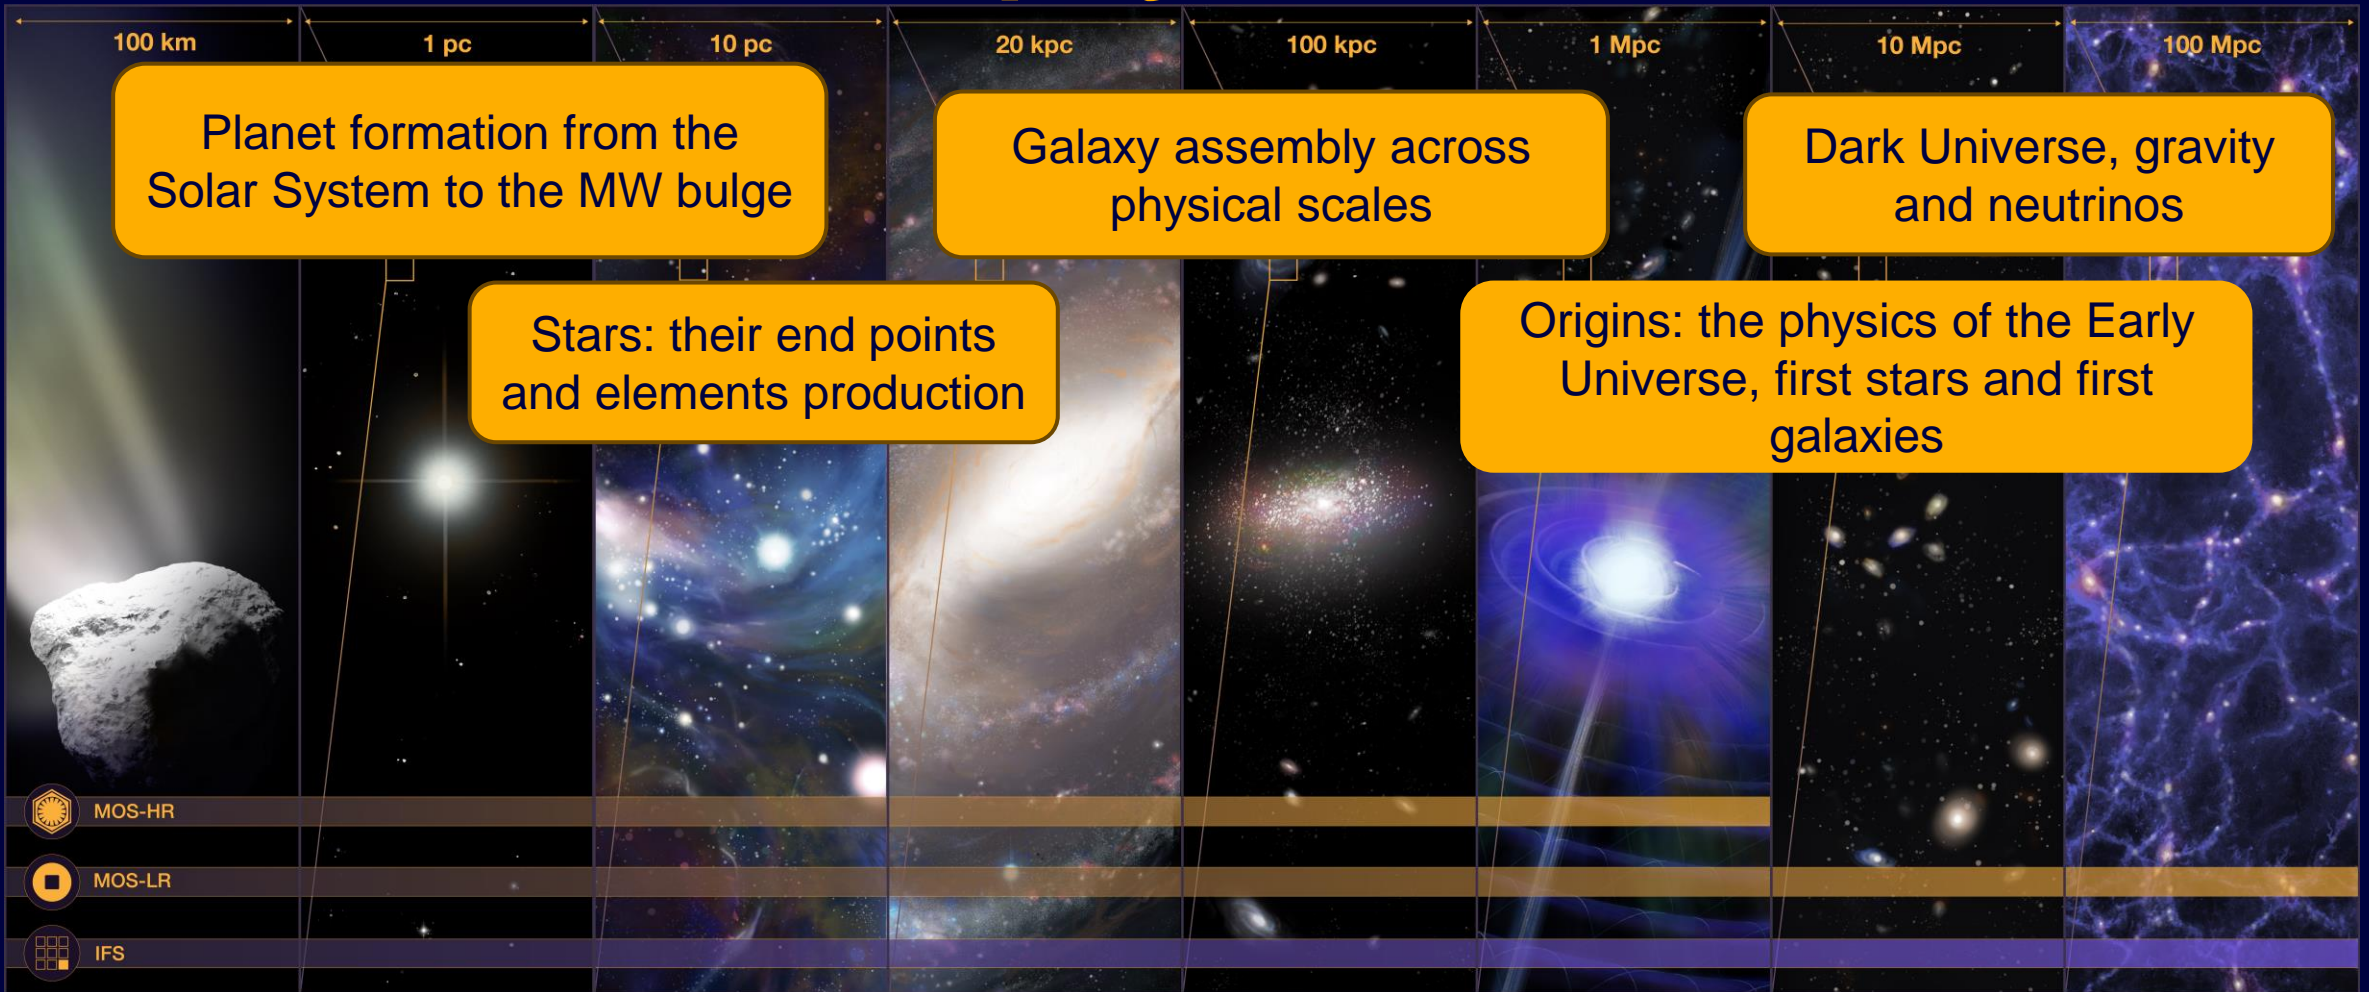 100 km
1 pc
10 pc
20 kpc
100 kpc
1 Mpc
10 Mpc
100 Mpc
Planet formation from the
Solar System to the MW bulge
Galaxy assembly across
physical scales
Dark Universe, gravity
and neutrinos
Stars: their end points
and elements production
Origins: the physics of the Early
Universe, first stars and first
galaxies
MOS-HR
MOS-LR
IFS